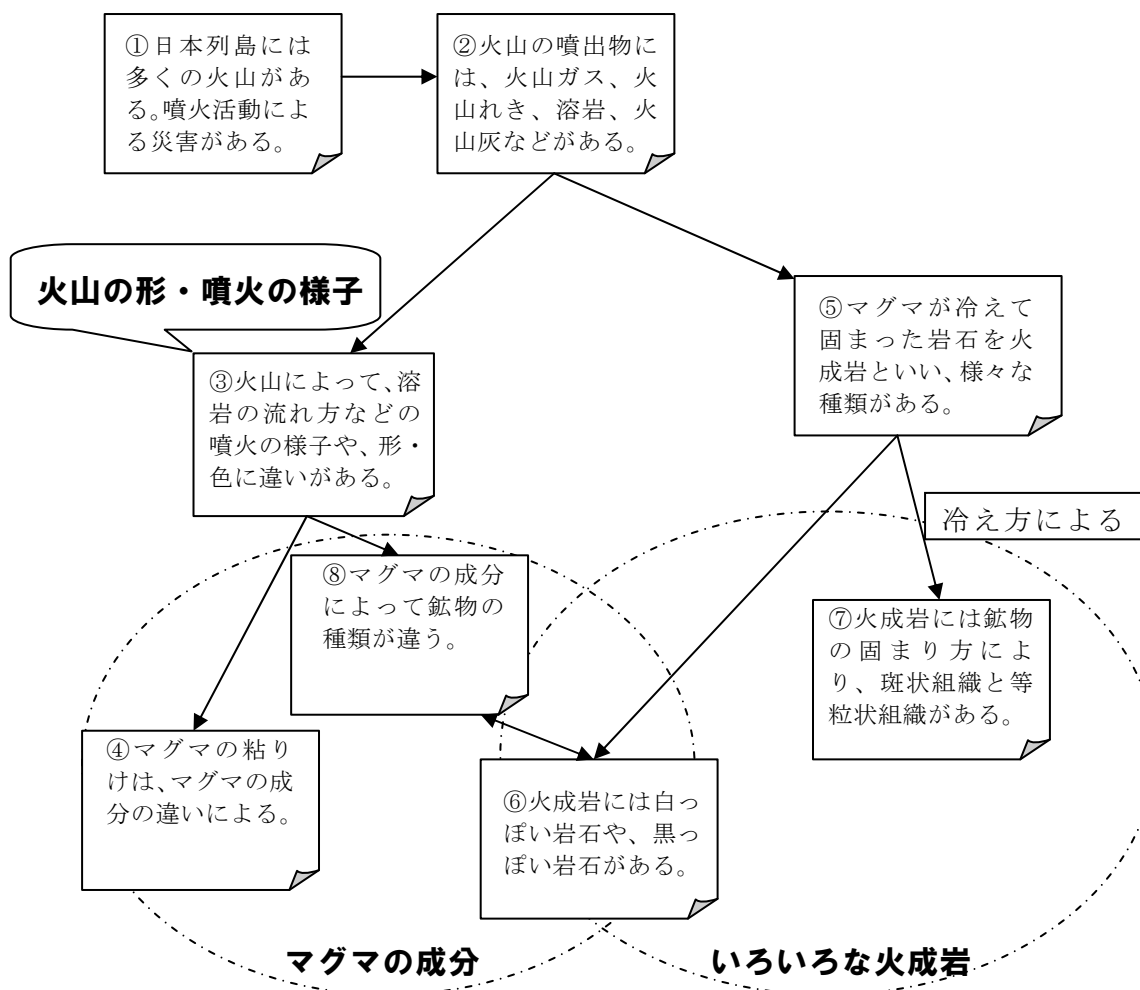 ①日本列島には
多くの火山があ
る。噴火活動によ
る災害がある。
②火山の噴出物に
は、火山ガス、火
山れき、溶岩、火
山灰などがある。
火山の形・噴火の様子
③火山によって、溶
岩の流れ方などの
噴火の様子や、形・
色に違いがある。
⑤マグマが冷えて
固まった岩石を火
成岩といい、様々な
種類がある。
冷え方による
⑧マグマの成分
によって鉱物の
種類が違う。
⑦火成岩には鉱物
の固まり方によ
り、斑状組織と等
粒状組織がある。
④マグマの粘り
けは、マグマの成
分の違いによる。
⑥火成岩には白っ
ぽい岩石や、黒っ
ぽい岩石がある。
マグマの成分
いろいろな火成岩